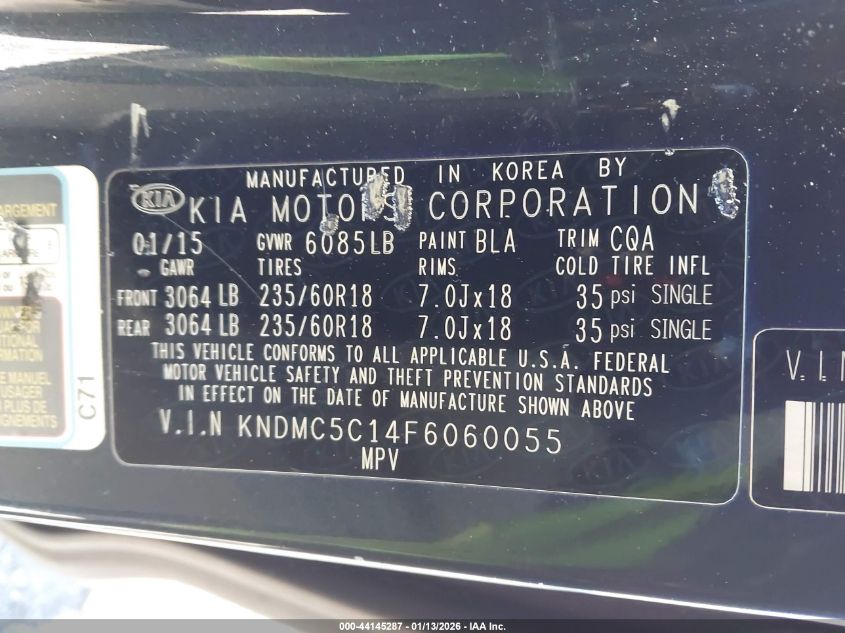 MANUFACTURED IN KOREA BY
KIA KIA MOTORS CORPORATION
01/15 GVWR 6085LB PAINT BLA TRIM CQA
GAWR TIRES RIMS COLD TIRE INFL
FRONT 3064 LB 235/60R18 7.0Jx18 35 psi SINGLE
REAR 3064 LB 235/60R18 7.0Jx18 35 psi SINGLE
THIS VEHICLE CONFORMS TO ALL APPLICABLE U.S.A. FEDERAL
MOTOR VEHICLE SAFETY AND THEFT PREVENTION STANDARDS
IN EFFECT ON THE DATE OF MANUFACTURE SHOWN ABOVE
V.I.N KNDMC5C14F6060055
MPV
C71
MANUEL
V.I.N
000-44145287 - 01/13/2026 - IAA Inc.